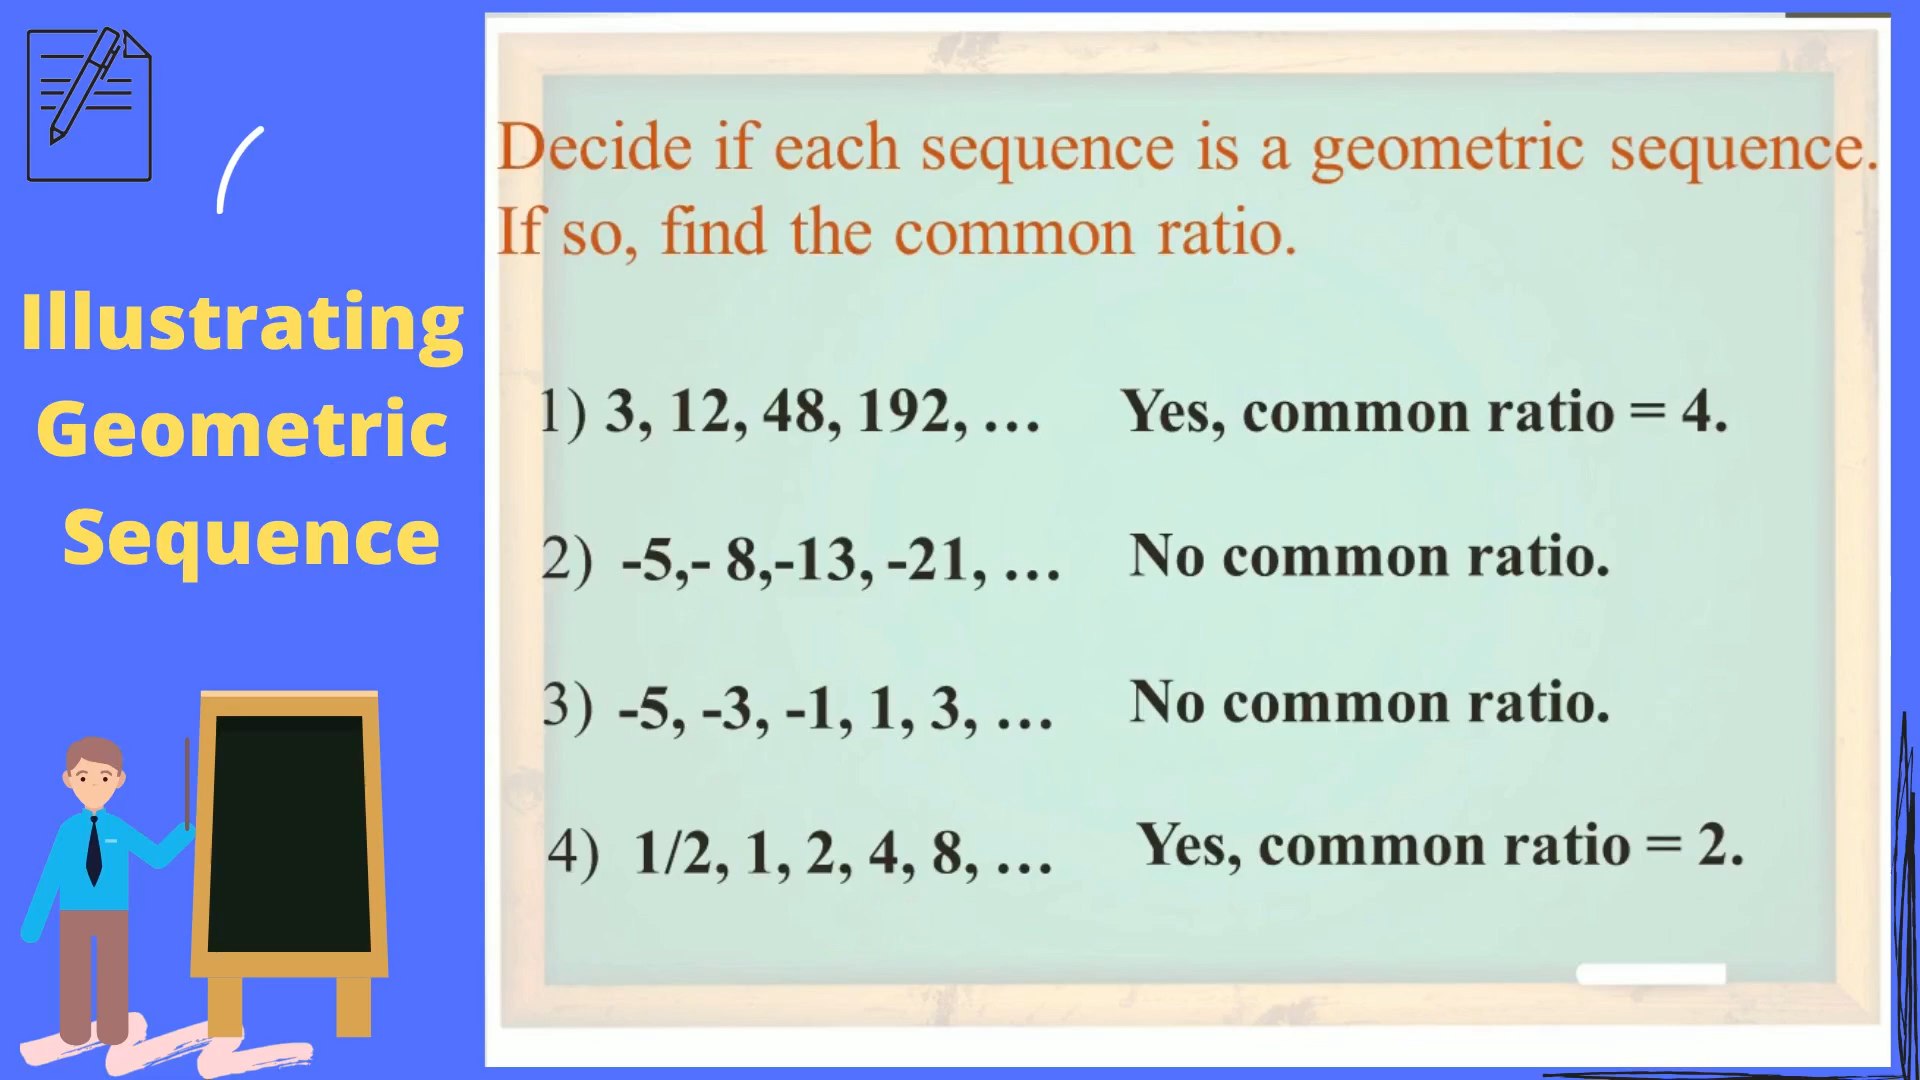 Illustrating
Geometric
Sequence
Decide if each sequence is a geometric sequence.
If so, find the common ratio.
1) 3, 12, 48, 192, … Yes, common ratio = 4.
2) -5,- 8,-13, -21, … No common ratio.
3) -5, -3, -1, 1, 3, … No common ratio.
4) 1/2, 1, 2, 4, 8, … Yes, common ratio = 2.